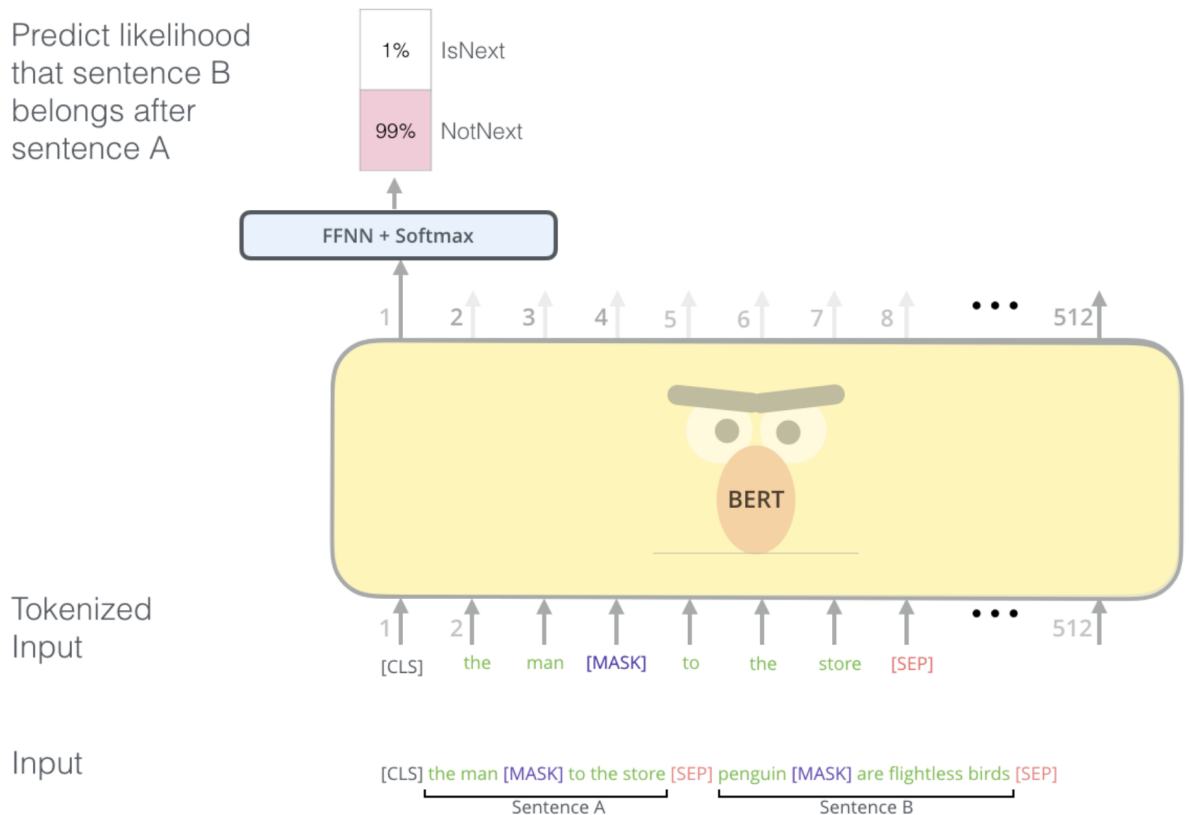 Predict likelihood
that sentence B
belongs after
sentence A
1% IsNext
99% NotNext
FFNN + Softmax
1 2 3 4 5 6 7 8 ••• 512
BERT
Tokenized
Input
1 2 ••• 512
[CLS] the man [MASK] to the store [SEP]
Input
[CLS] the man [MASK] to the store [SEP] penguin [MASK] are flightless birds [SEP]
Sentence A Sentence B